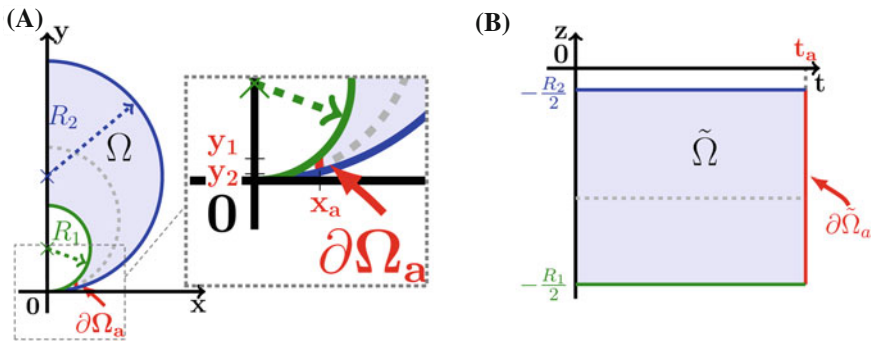 (A)
y
R₂
Ω
R₁
0
x
∂Ωₐ
y₁
y₂
0
xₐ
∂Ωₐ
(B)
z
0
tₐ
t
-R₂/2
Ω̃
∂Ω̃ₐ
-R₁/2